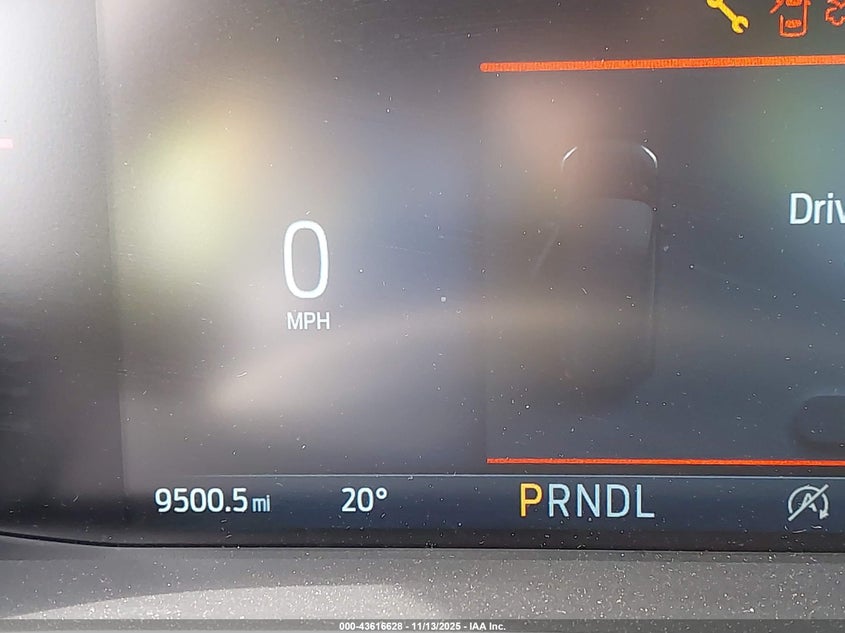 Driv
0
MPH
9500.5 mi 20° PRNDL
000-43616628 - 11/13/2025 - IAA Inc.